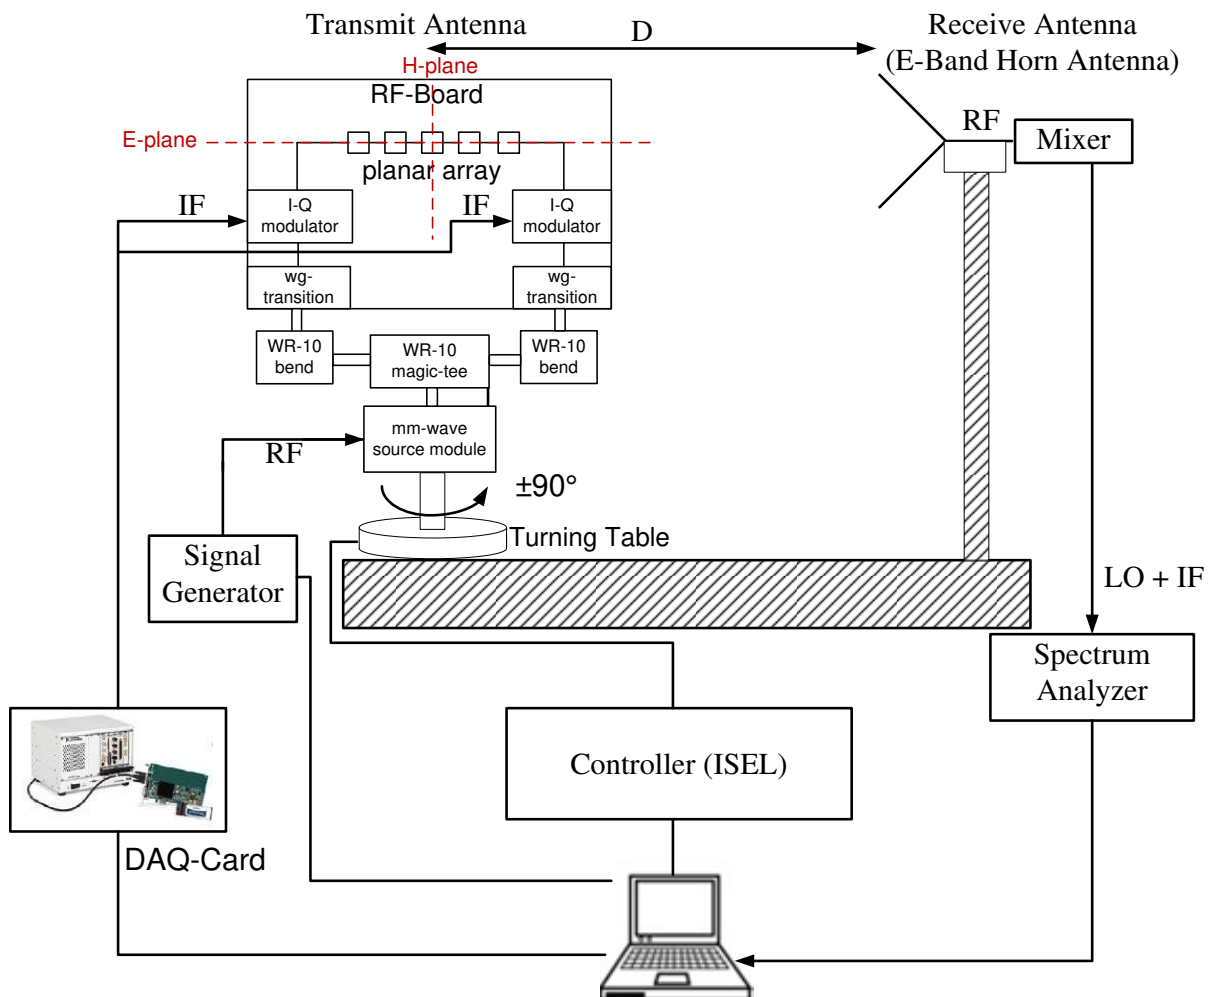 Transmit Antenna
D
Receive Antenna
(E-Band Horn Antenna)
H-plane
RF-Board
E-plane
planar array
RF
Mixer
IF
I-Q
modulator
IF
I-Q
modulator
wg-
transition
wg-
transition
WR-10
bend
WR-10
magic-tee
WR-10
bend
mm-wave
source module
RF
±90°
Turning Table
Signal
Generator
LO + IF
Spectrum
Analyzer
Controller (ISEL)
DAQ-Card